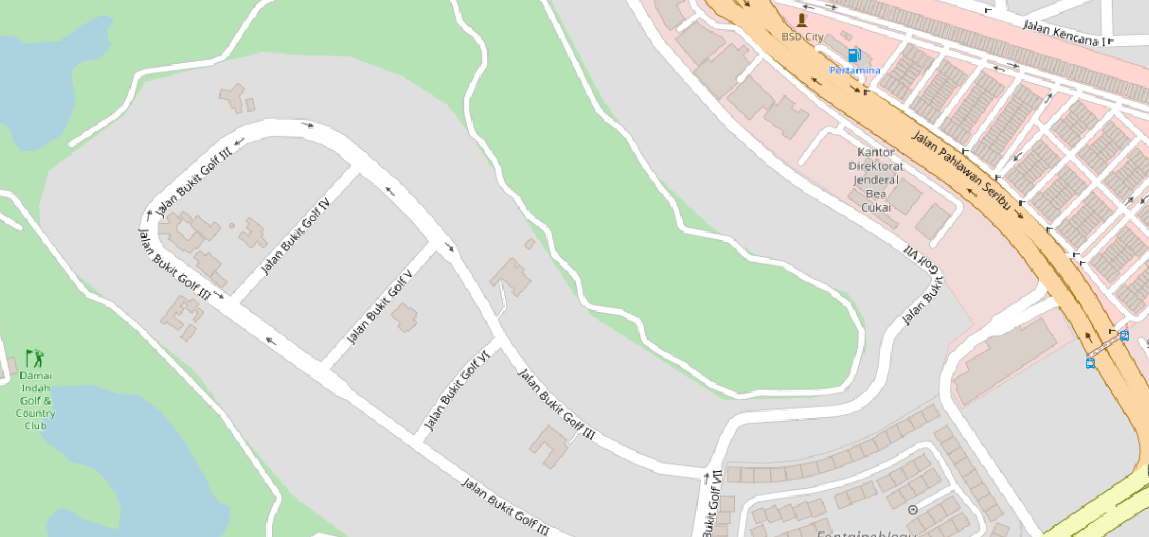 BSD City
Jalan Kencana I
Pertamina
Jalan Pahlawan Seribu
Kantor
Direktorat
Jenderal
Bea
Cukai
Jalan Bukit Golf III
Jalan Bukit Golf IV
Jalan Bukit Golf III
Jalan Bukit Golf VII
Jalan Bukit Golf V
Jalan Bukit Golf VI
Damai
Indah
Golf &
Country
Club
Jalan Bukit Golf III
Jalan Bukit Golf III
Bukit Golf VII